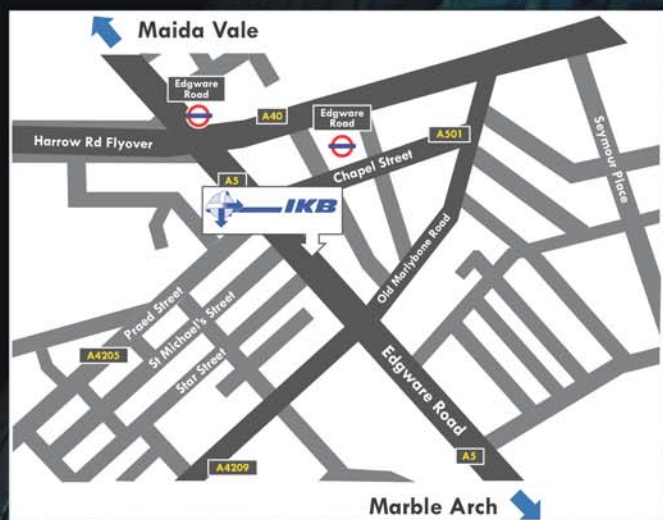 Maida Vale
Edgware
Road
A40
Edgware
Road
A501
Harrow Rd Flyover
Chapel Street
Seymour Place
A5
IKB
Old Marlybone Road
Praed Street
St Michael's Street
A4205
Star Street
Edgware Road
A4209
A5
Marble Arch